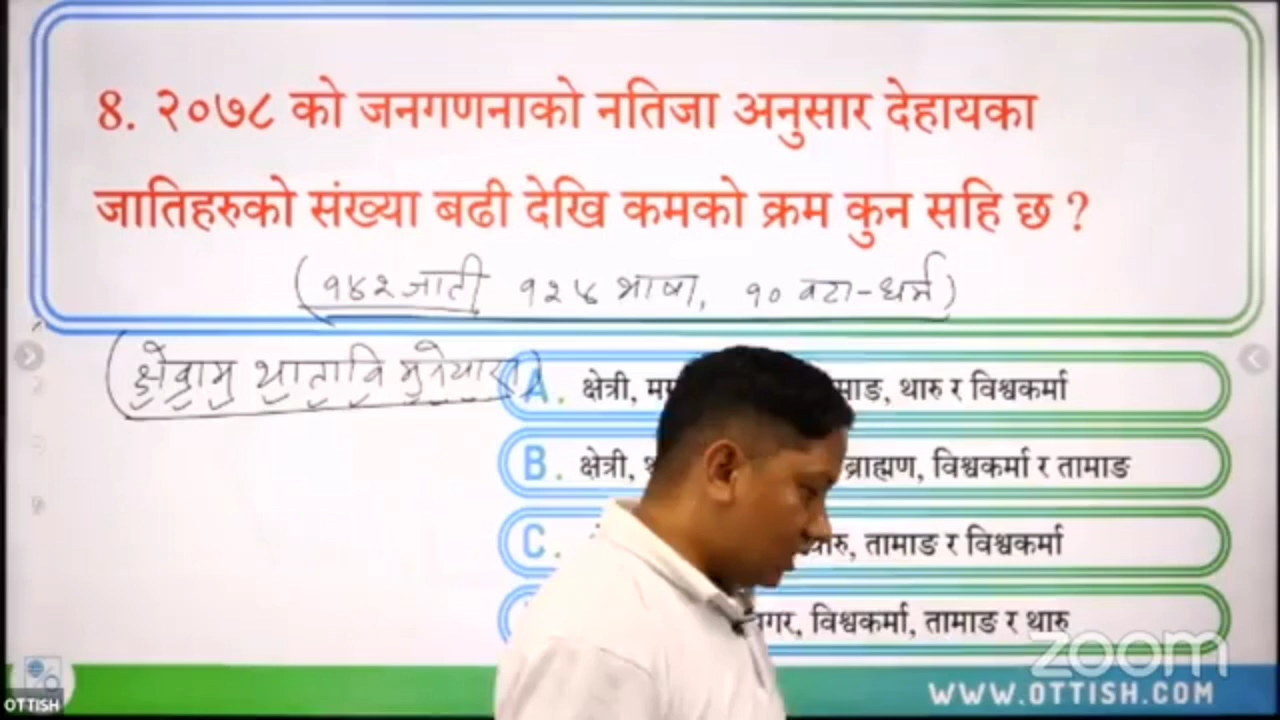 8. २०७८ को जनगणनाको नतिजा अनुसार देहायका
जातिहरुको संख्या बढी देखि कमको क्रम कुन सहि छ ?
(१४२ जाती १२४ भाषा, १० वटा-धर्म)
(क्षेब्रामु थातावि मुनेयारा)
A. क्षेत्री, थारु र विश्वकर्मा
B. क्षेत्री, ब्राह्मण, विश्वकर्मा र तामाङ
C. तामाङ र विश्वकर्मा
विश्वकर्मा, तामाङ र थारु
zoom
WWW.OTTISH.COM
OTTISH